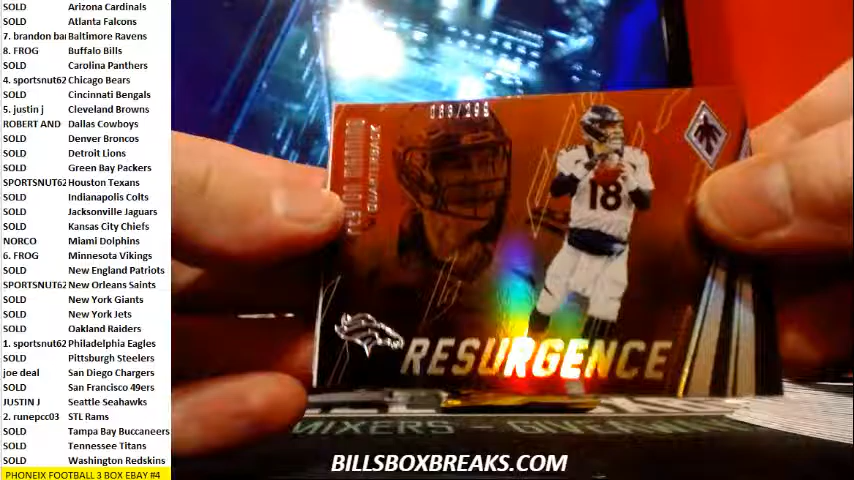 SOLD Arizona Cardinals
SOLD Atlanta Falcons
7. brandon bai Baltimore Ravens
8. FROG Buffalo Bills
SOLD Carolina Panthers
4. sportsnut62 Chicago Bears
SOLD Cincinnati Bengals
5. justin j Cleveland Browns
ROBERT AND Dallas Cowboys
SOLD Denver Broncos
SOLD Detroit Lions
SOLD Green Bay Packers
SPORTSNUT62 Houston Texans
SOLD Indianapolis Colts
SOLD Jacksonville Jaguars
SOLD Kansas City Chiefs
NORCO Miami Dolphins
6. FROG Minnesota Vikings
SOLD New England Patriots
SPORTSNUT62 New Orleans Saints
SOLD New York Giants
SOLD New York Jets
SOLD Oakland Raiders
1. sportsnut62 Philadelphia Eagles
SOLD Pittsburgh Steelers
joe deal San Diego Chargers
SOLD San Francisco 49ers
JUSTIN J Seattle Seahawks
2. runepcc03 STL Rams
SOLD Tampa Bay Buccaneers
SOLD Tennessee Titans
SOLD Washington Redskins
PHONEIX FOOTBALL 3 BOX EBAY #4
PEYTON MANNING
QUARTERBACK
18
RESURGENCE
MIXERS - GIVEAWAY
BILLSBOXBREAKS.COM